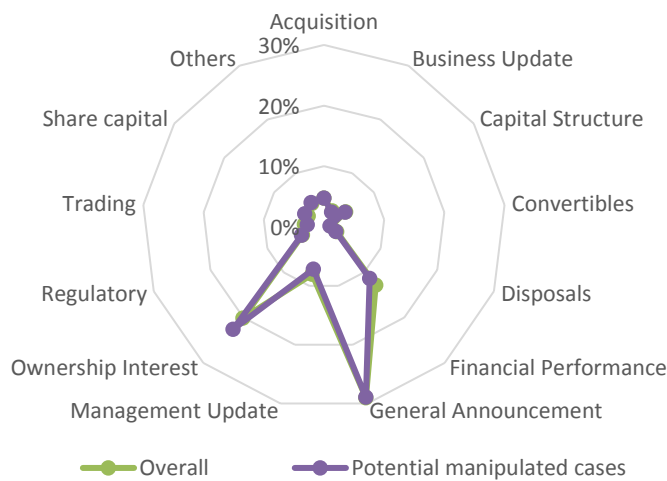 Acquisition
30%
Others
Business Update
20%
Share capital
Capital Structure
10%
Trading
Convertibles
0%
Regulatory
Disposals
Ownership Interest
Financial Performance
Management Update
General Announcement
Overall
Potential manipulated cases